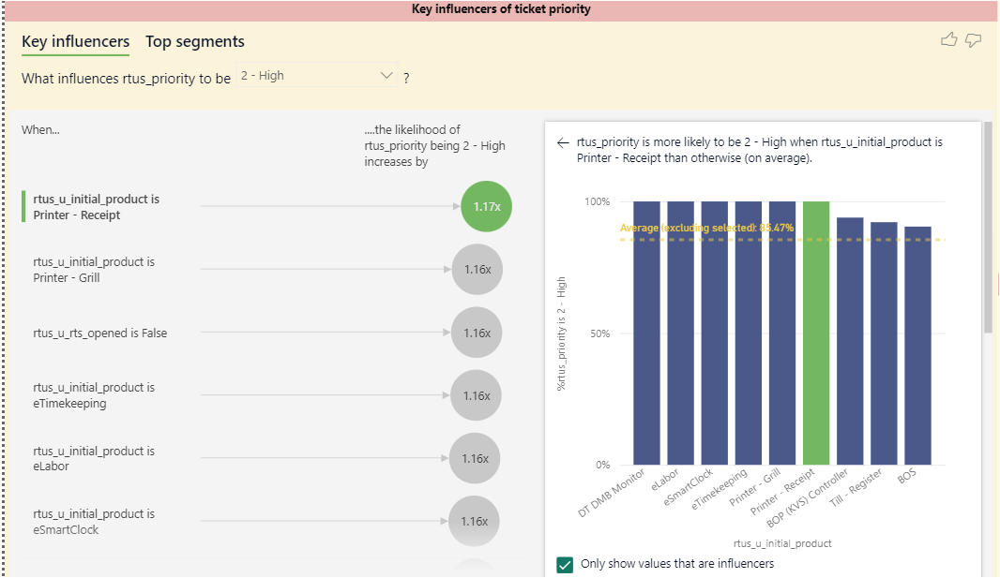 Key influencers of ticket priority
Key influencers Top segments
What influences rtus_priority to be 2 - High ?
When...
....the likelihood of
rtus_priority being 2 - High
increases by
rtus_u_initial_product is
Printer - Receipt
1.17x
rtus_u_initial_product is
Printer - Grill
1.16x
rtus_u_rts_opened is False
1.16x
rtus_u_initial_product is
eTimekeeping
1.16x
rtus_u_initial_product is
eLabor
1.16x
rtus_u_initial_product is
eSmartClock
1.16x
rtus_priority is more likely to be 2 - High when rtus_u_initial_product is
Printer - Receipt than otherwise (on average).
100%
Average (excluding selected): 85.47%
50%
0%
%rtus_priority is 2 - High
DT DMB Monitor
eLabor
eSmartClock
eTimekeeping
Printer - Grill
Printer - Receipt
BOP (KVS) Controller
Till - Register
BOS
rtus_u_initial_product
Only show values that are influencers